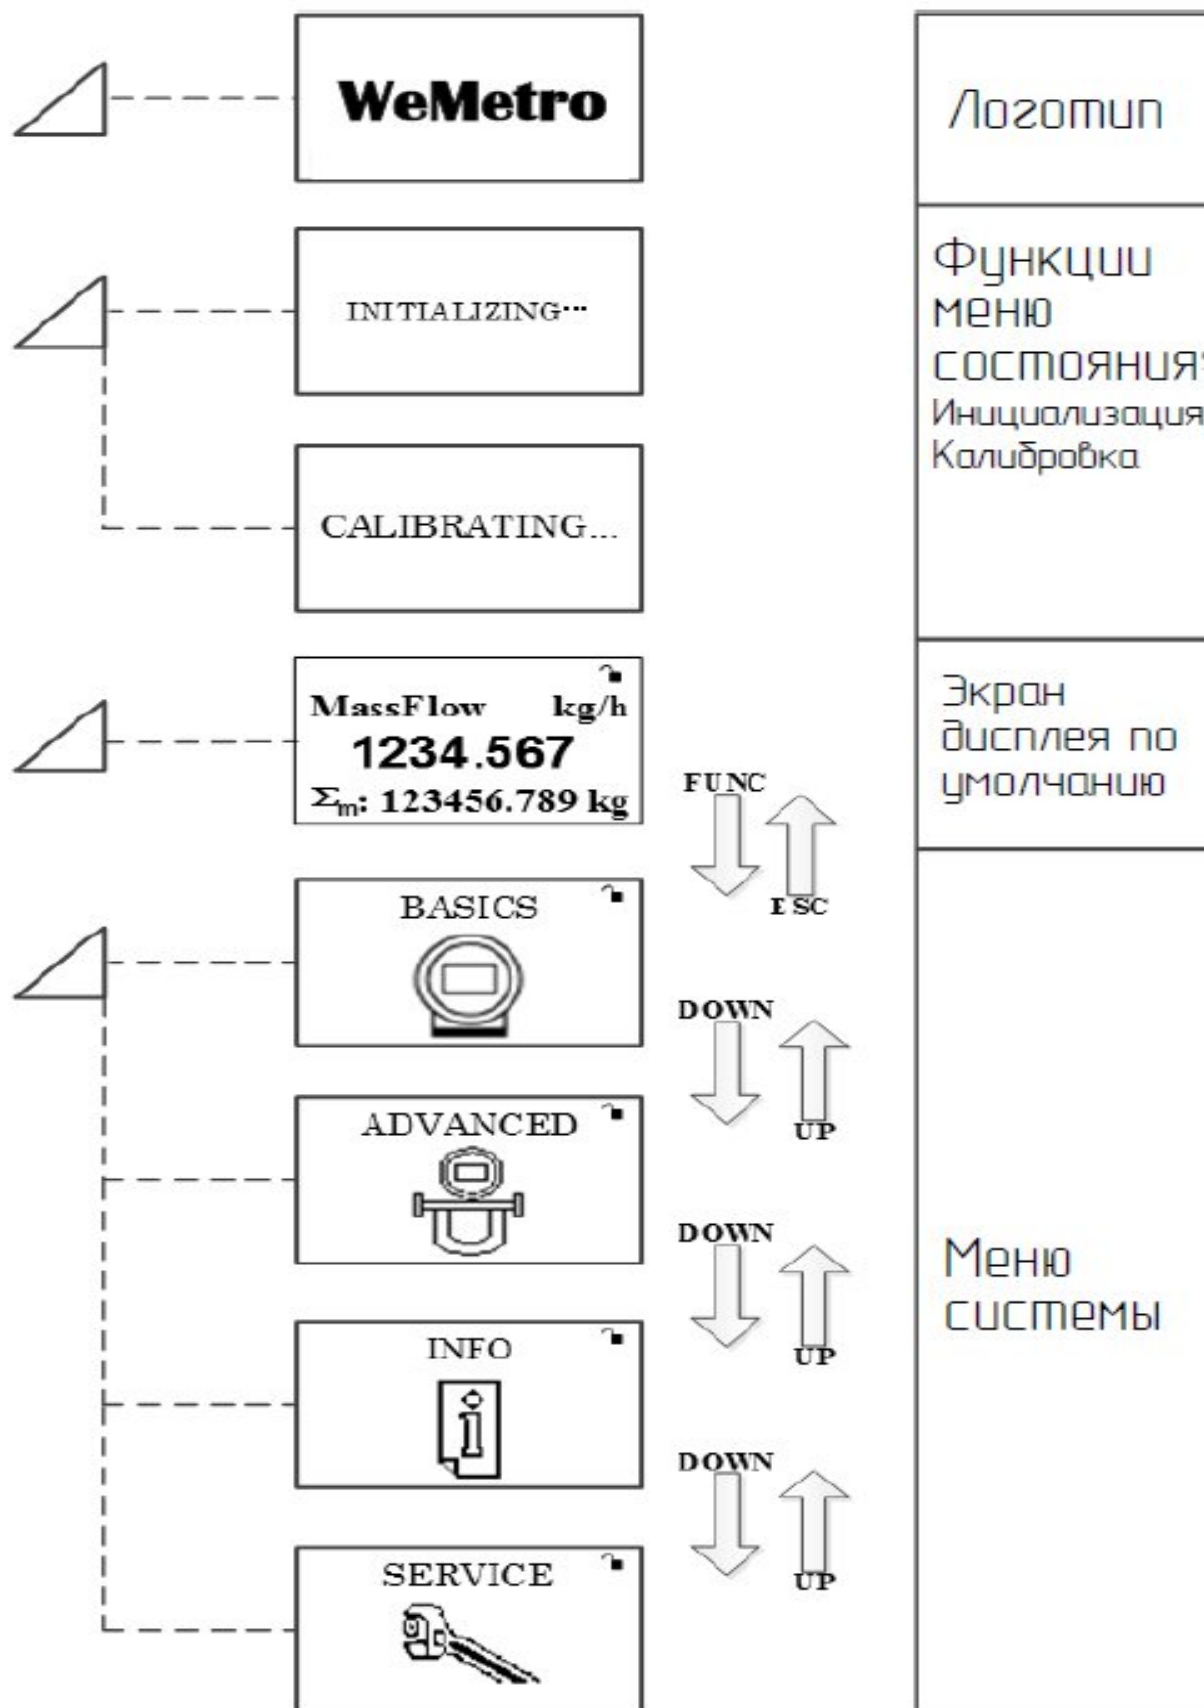 WeMetro
Логотип
INITIALIZING...
Функции
меню
состояния:
Инициализация
Калибровка
CALIBRATING...
MassFlow kg/h
1234.567
Σm: 123456.789 kg
Экран
дисплея по
умолчанию
FUNC
ESC
BASICS
DOWN
UP
ADVANCED
DOWN
UP
INFO
DOWN
UP
SERVICE
Меню
системы